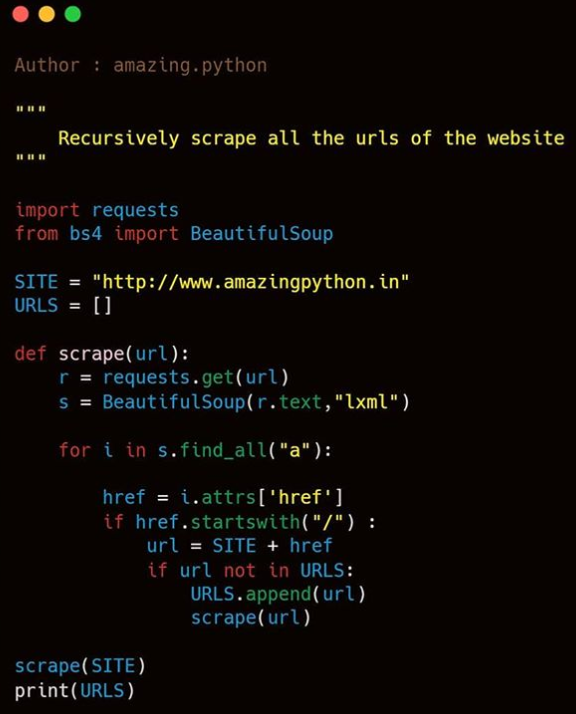 Author : amazing.python
"""
    Recursively scrape all the urls of the website
"""
import requests
from bs4 import BeautifulSoup
SITE = "http://www.amazingpython.in"
URLS = []
def scrape(url):
    r = requests.get(url)
    s = BeautifulSoup(r.text,"lxml")
    for i in s.find_all("a"):
        href = i.attrs['href']
        if href.startswith("/") :
            url = SITE + href
            if url not in URLS:
                URLS.append(url)
                scrape(url)
scrape(SITE)
print(URLS)